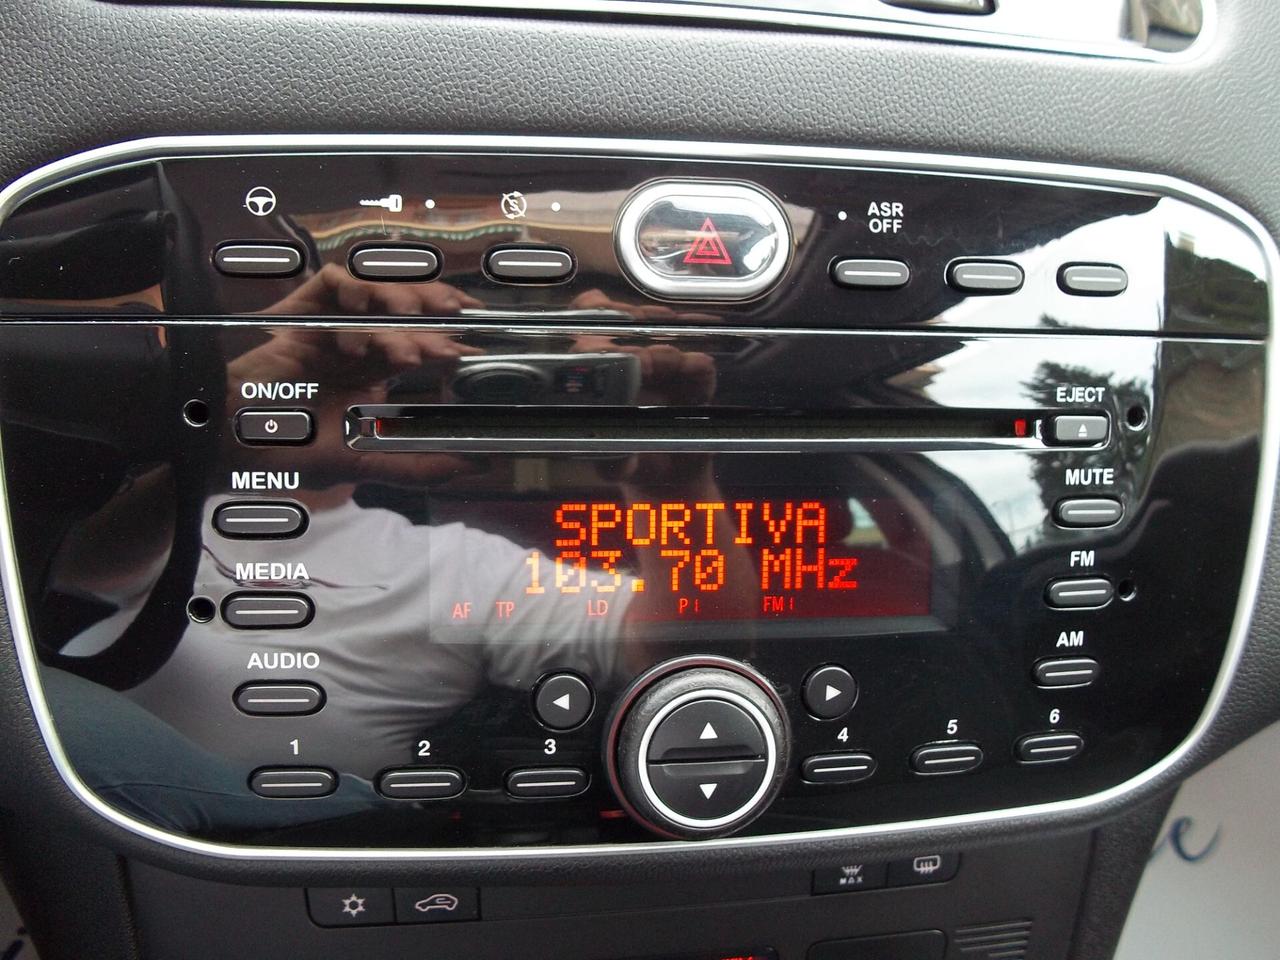 ASR
OFF
ON/OFF
EJECT
MENU
MUTE
SPORTIVA
103.70 MHz
MEDIA
FM
AF TP LD P1 FM1
AUDIO
AM
1 2 3 4 5 6
MAX